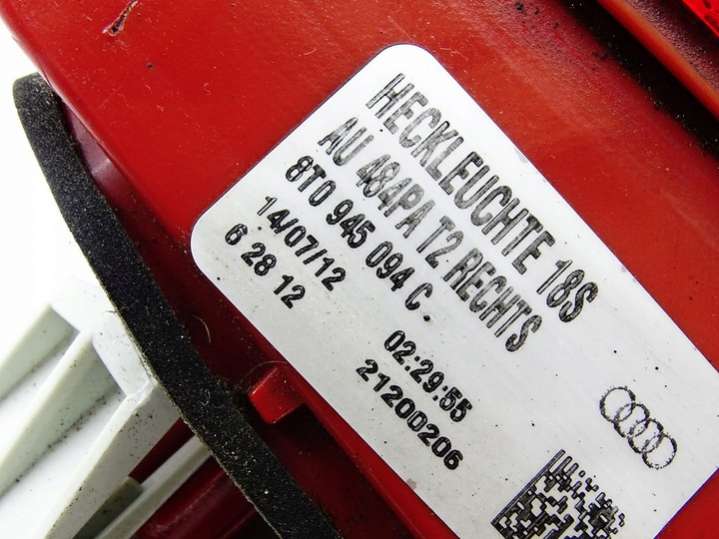 HECKLEUCHTE 18S
AU 484PA T2 RECHTS
8T0 945 094 C
14/07/12 02:29:55
6 28 12 21200206